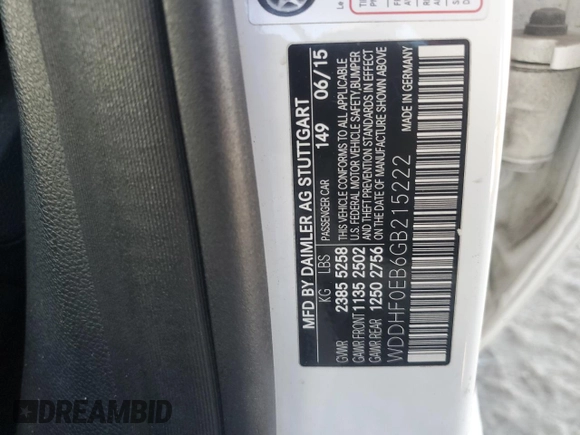 MFD BY DAIMLER AG STUTTGART
KG LBS 149 06/15
PASSENGER CAR
GVWR 2385 5258
GAWR FRONT 1135 2502
GAWR REAR 1250 2756
THIS VEHICLE CONFORMS TO ALL APPLICABLE
U.S. FEDERAL MOTOR VEHICLE SAFETY, BUMPER
AND THEFT PREVENTION STANDARDS IN EFFECT
ON THE DATE OF MANUFACTURE SHOWN ABOVE
WDDHF0EB6GB215222
MADE IN GERMANY
DREAMBID